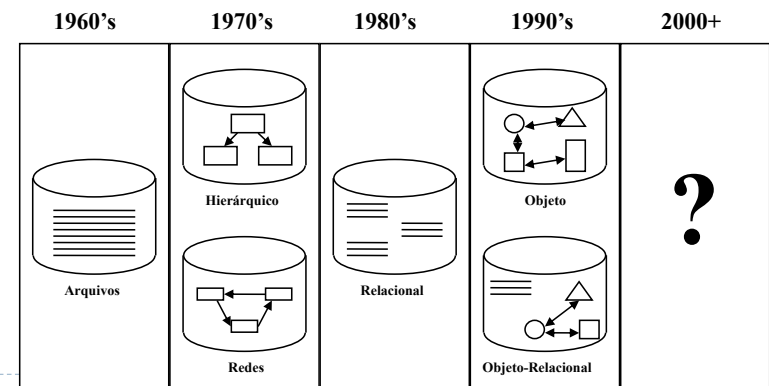 1960's 1970's 1980's 1990's 2000+
Hierárquico Objeto
?
Arquivos Relacional
Redes Objeto-Relacional